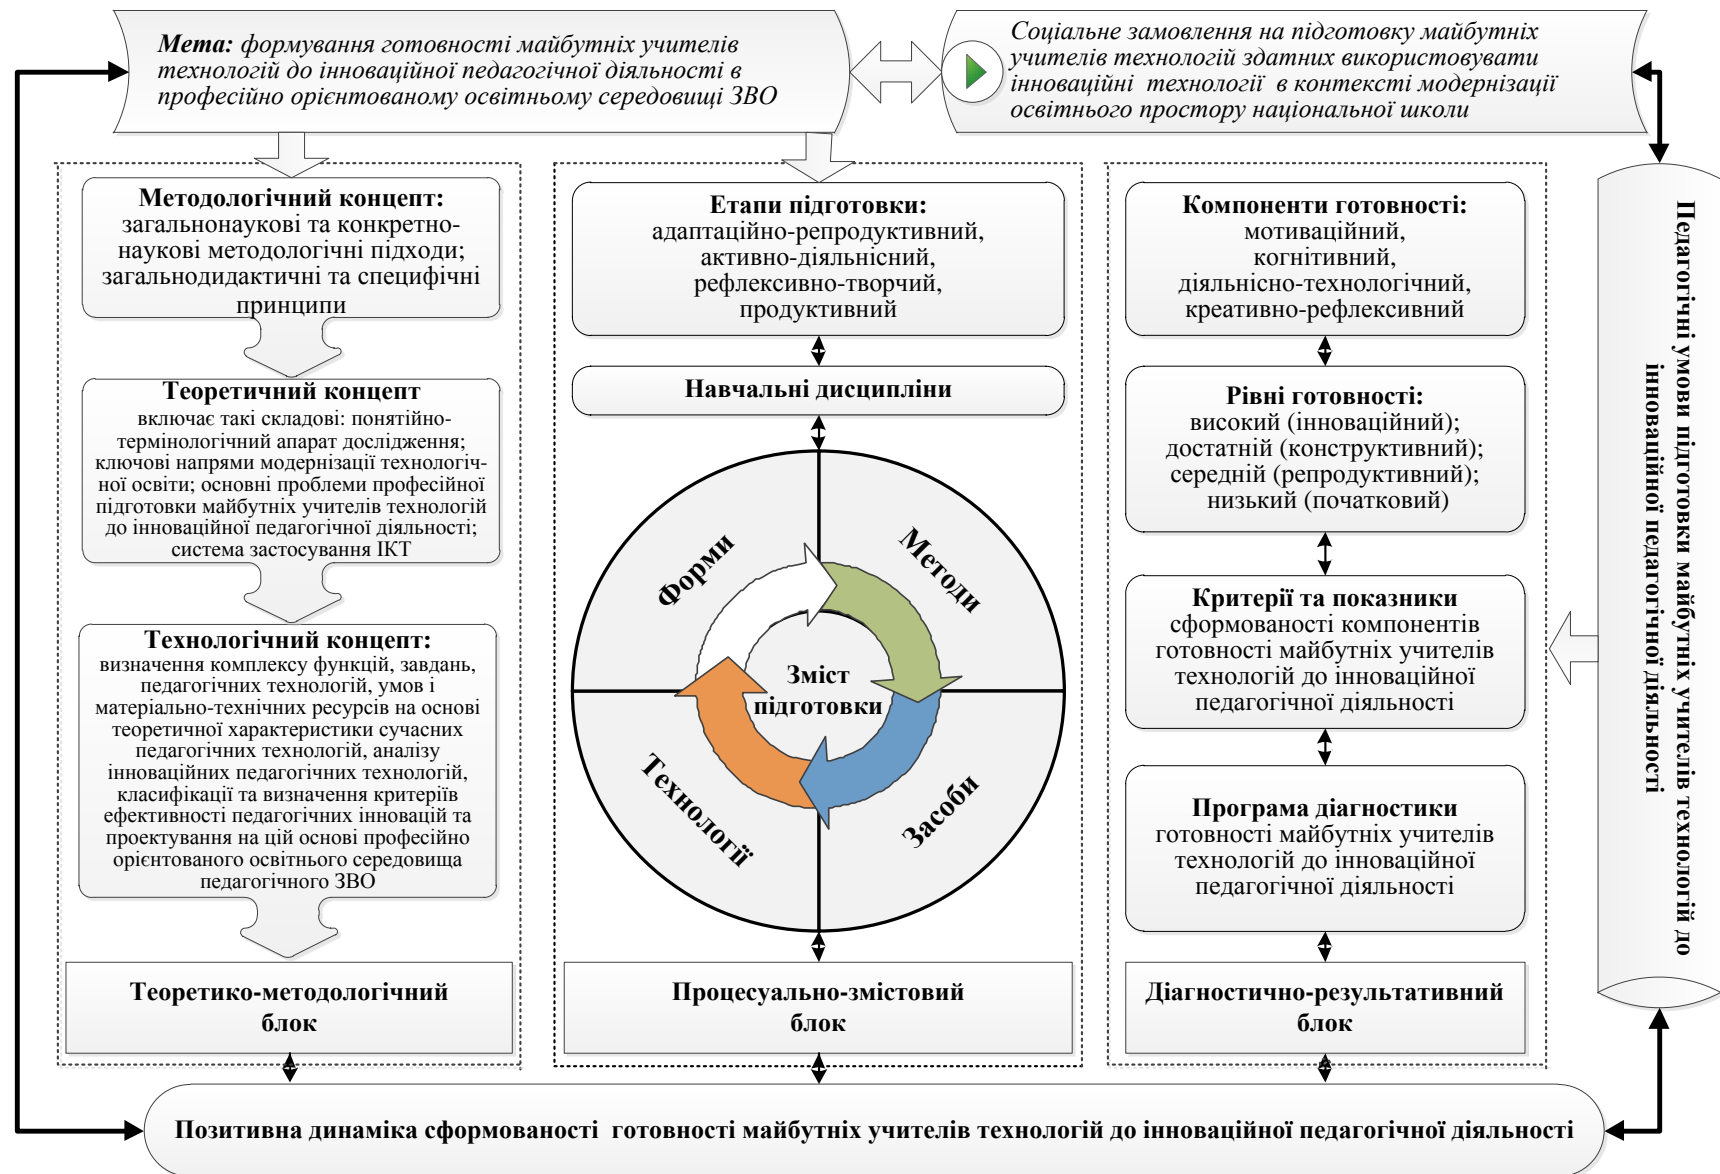 Мета: формування готовності майбутніх учителів
технологій до інноваційної педагогічної діяльності в
професійно орієнтованому освітньому середовищі ЗВО
Соціальне замовлення на підготовку майбутніх
учителів технологій здатних використовувати
інноваційні технології в контексті модернізації
освітнього простору національної школи
Методологічний концепт:
загальнонаукові та конкретно-
наукові методологічні підходи;
загальнодидактичні та специфічні
принципи
Теоретичний концепт
включає такі складові: понятійно-
термінологічний апарат дослідження;
ключові напрями модернізації технологіч-
ної освіти; основні проблеми професійної
підготовки майбутніх учителів технологій
до інноваційної педагогічної діяльності;
система застосування ІКТ
Технологічний концепт:
визначення комплексу функцій, завдань,
педагогічних технологій, умов і
матеріально-технічних ресурсів на основі
теоретичної характеристики сучасних
педагогічних технологій, аналізу
інноваційних педагогічних технологій,
класифікації та визначення критеріїв
ефективності педагогічних інновацій та
проектування на цій основі професійно
орієнтованого освітнього середовища
педагогічного ЗВО
Теоретико-методологічний
блок
Етапи підготовки:
адаптаційно-репродуктивний,
активно-діяльнісний,
рефлексивно-творчий,
продуктивний
Навчальні дисципліни
Форми
Методи
Зміст
підготовки
Технології
Засоби
Процесуально-змістовий
блок
Компоненти готовності:
мотиваційний,
когнітивний,
діяльнісно-технологічний,
креативно-рефлексивний
Рівні готовності:
високий (інноваційний);
достатній (конструктивний);
середній (репродуктивний);
низький (початковий)
Критерії та показники
сформованості компонентів
готовності майбутніх учителів
технологій до інноваційної
педагогічної діяльності
Програма діагностики
готовності майбутніх учителів
технологій до інноваційної
педагогічної діяльності
Діагностично-результативний
блок
Педагогічні умови підготовки майбутніх учителів технологій до
інноваційної педагогічної діяльності
Позитивна динаміка сформованості готовності майбутніх учителів технологій до інноваційної педагогічної діяльності